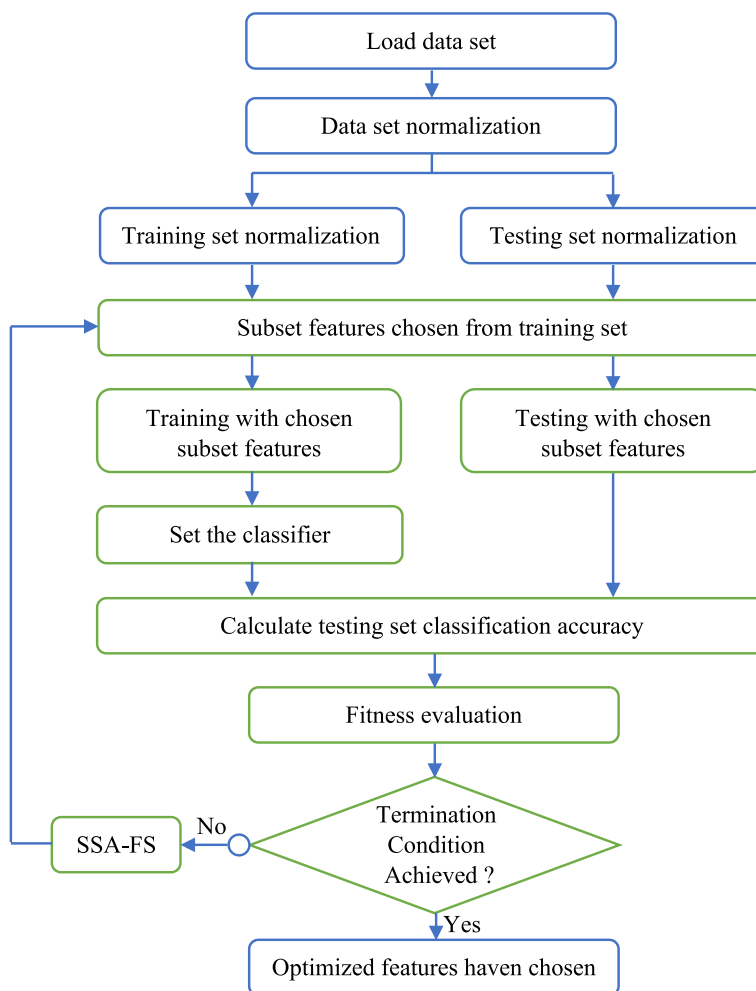 Load data set
Data set normalization
Training set normalization
Testing set normalization
Subset features chosen from training set
Training with chosen
subset features
Testing with chosen
subset features
Set the classifier
Calculate testing set classification accuracy
Fitness evaluation
Termination
Condition
Achieved ?
No
SSA-FS
Yes
Optimized features haven chosen